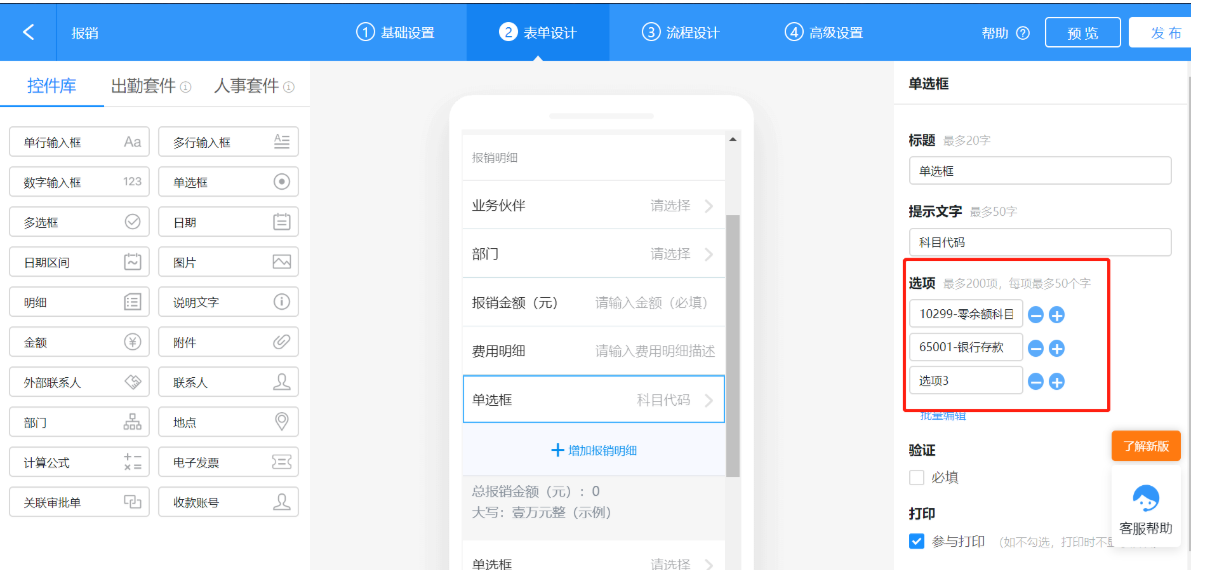 报销
1 基础设置
2 表单设计
3 流程设计
4 高级设置
帮助
预 览
发 布
控件库
出勤套件
人事套件
单行输入框 Aa
多行输入框
数字输入框 123
单选框
多选框
日期
日期区间
图片
明细
说明文字
金额
附件
外部联系人
联系人
部门
地点
计算公式
电子发票
关联审批单
收款账号
报销明细
业务伙伴 请选择
部门 请选择
报销金额（元） 请输入金额（必填）
费用明细 请输入费用明细描述
单选框 科目代码
增加报销明细
总报销金额（元）: 0
大写: 壹万元整（示例）
单选框 请选择
单选框
标题 最多20字
单选框
提示文字 最多50字
科目代码
选项 最多200项，每项最多50个字
10299-零余额科目
65001-银行存款
选项3
批量编辑
验证
必填
打印
参与打印 （如不勾选，打印时不
了解新版
客服帮助